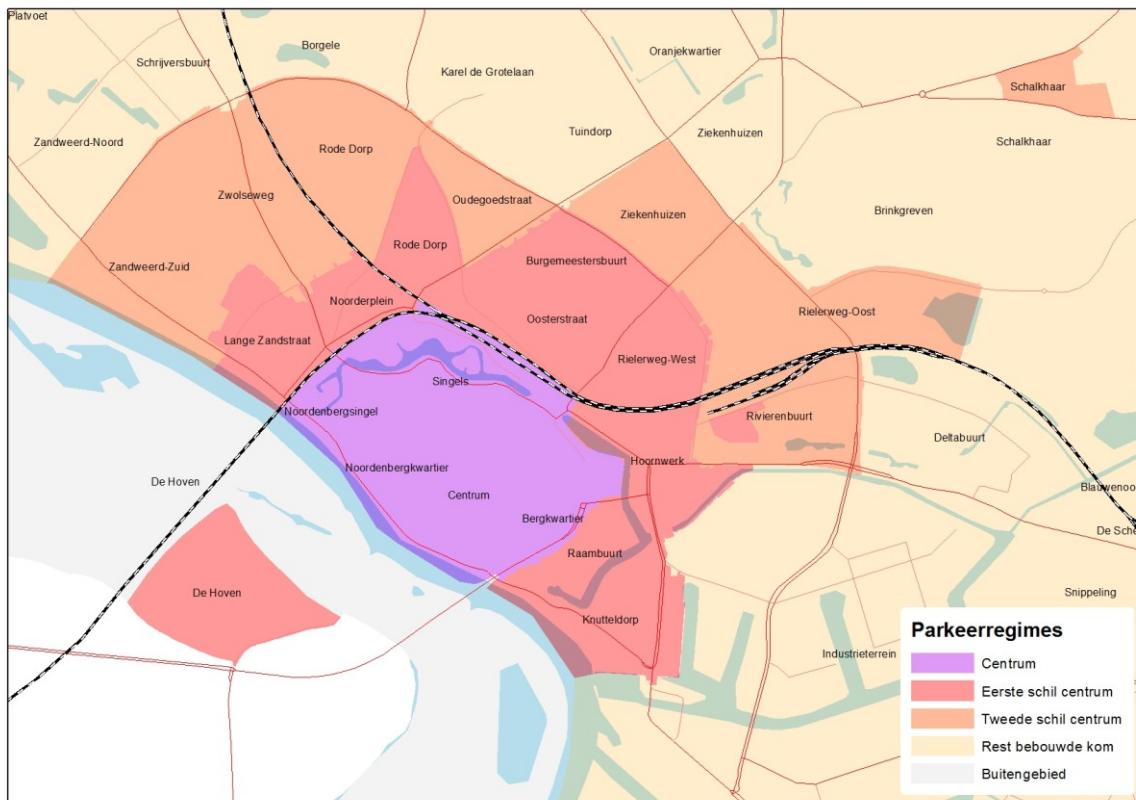 Platvoet
Borgele
Oranjekwartier
Schrijversbuurt
Karel de Grotelaan
Schalkhaar
Tuindorp
Ziekenhuizen
Zandweerd-Noord
Schalkhaar
Rode Dorp
Zwolseweg
Oudegoedstraat
Ziekenhuizen
Brinkgreven
Rode Dorp
Burgemeestersbuurt
Zandweerd-Zuid
Noorderplein
Oosterstraat
Rielerweg-Oost
Lange Zandstraat
Rielerweg-West
Singels
Noordenbergsingel
Rivierenbuurt
Deltabuurt
Hoornwerk
Noordenbergkwartier
De Hoven
Centrum
Blauwenoo
Bergkwartier
De Sche
Raambuurt
De Hoven
Snippeling
Knutteldorp
Industrieterrein
Parkeerregimes
Centrum
Eerste schil centrum
Tweede schil centrum
Rest bebouwde kom
Buitengebied